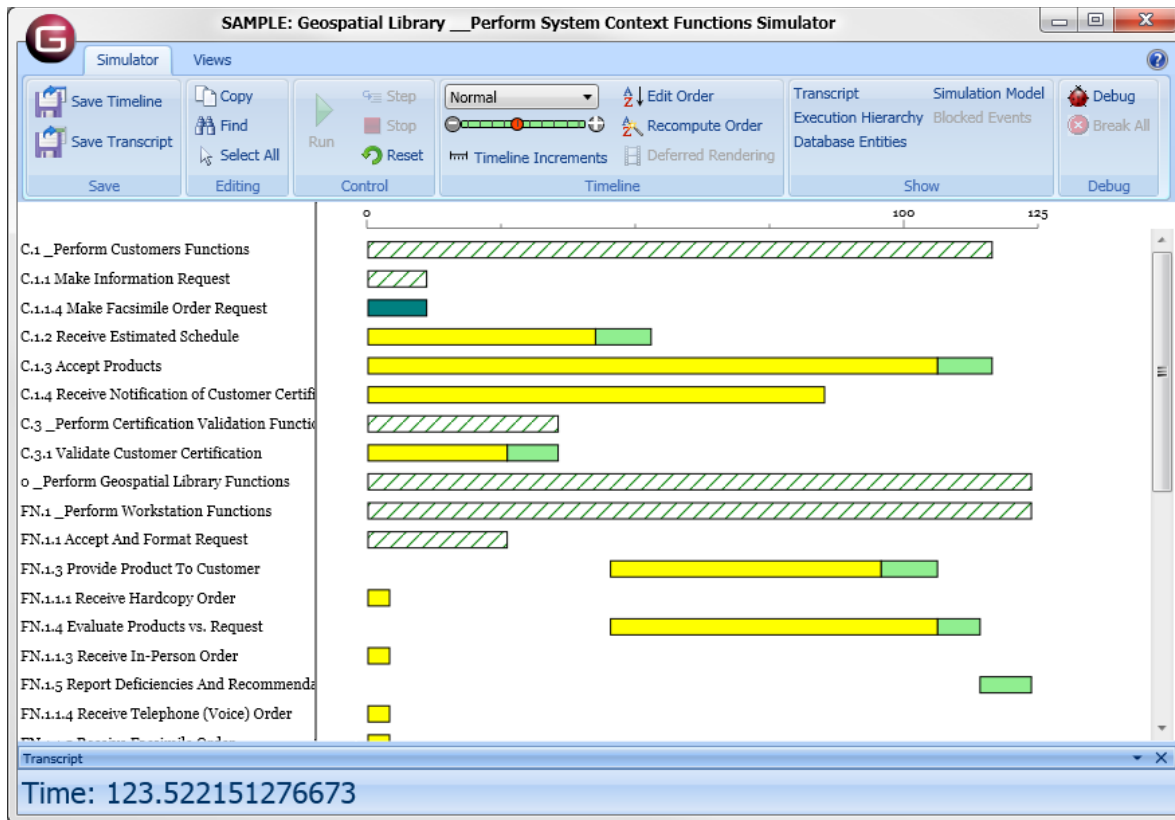 SAMPLE: Geospatial Library __Perform System Context Functions Simulator
G
Simulator Views
Save Timeline
Save Transcript
Save
Copy
Find
Select All
Editing
Run
Step
Stop
Reset
Control
Normal
Timeline Increments
Edit Order
Recompute Order
Deferred Rendering
Timeline
Transcript Simulation Model
Execution Hierarchy Blocked Events
Database Entities
Show
Debug
Break All
Debug
0 100 125
C.1 _Perform Customers Functions
C.1.1 Make Information Request
C.1.1.4 Make Facsimile Order Request
C.1.2 Receive Estimated Schedule
C.1.3 Accept Products
C.1.4 Receive Notification of Customer Certifi
C.3 _Perform Certification Validation Functio
C.3.1 Validate Customer Certification
0 _Perform Geospatial Library Functions
FN.1 _Perform Workstation Functions
FN.1.1 Accept And Format Request
FN.1.3 Provide Product To Customer
FN.1.1.1 Receive Hardcopy Order
FN.1.4 Evaluate Products vs. Request
FN.1.1.3 Receive In-Person Order
FN.1.5 Report Deficiencies And Recommenda
FN.1.1.4 Receive Telephone (Voice) Order
Transcript
Time: 123.522151276673